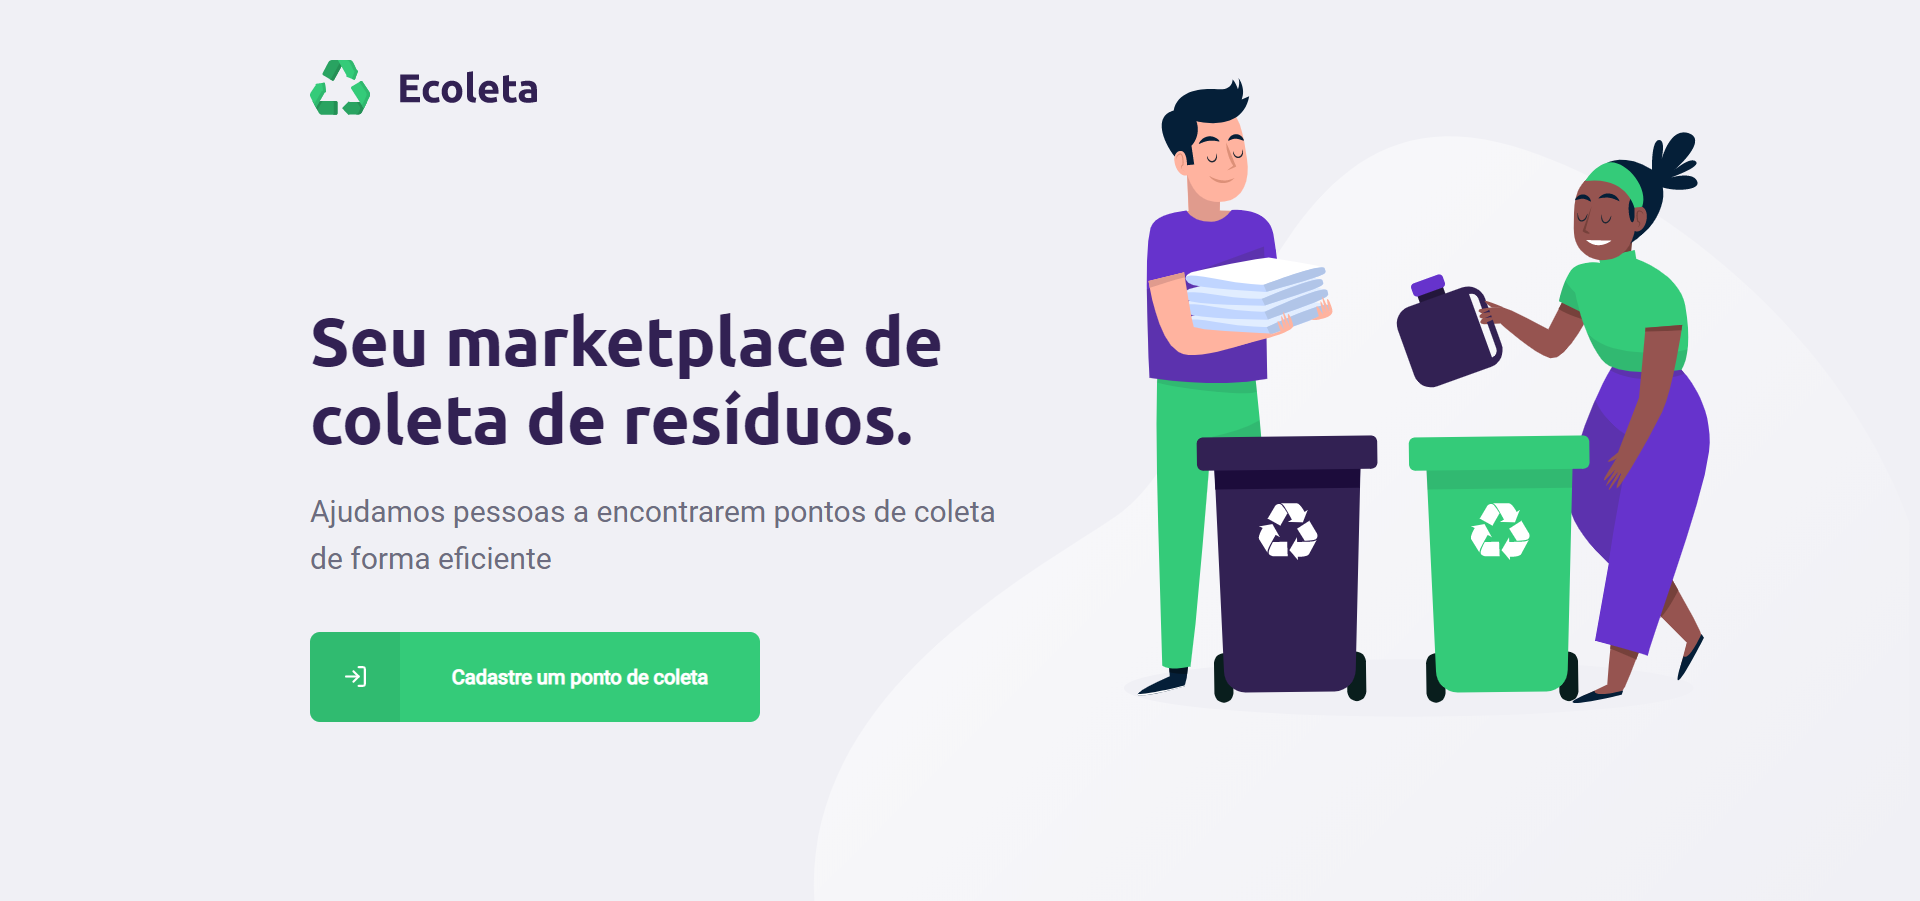 Ecoleta
Seu marketplace de
coleta de resíduos.
Ajudamos pessoas a encontrarem pontos de coleta
de forma eficiente
Cadastre um ponto de coleta